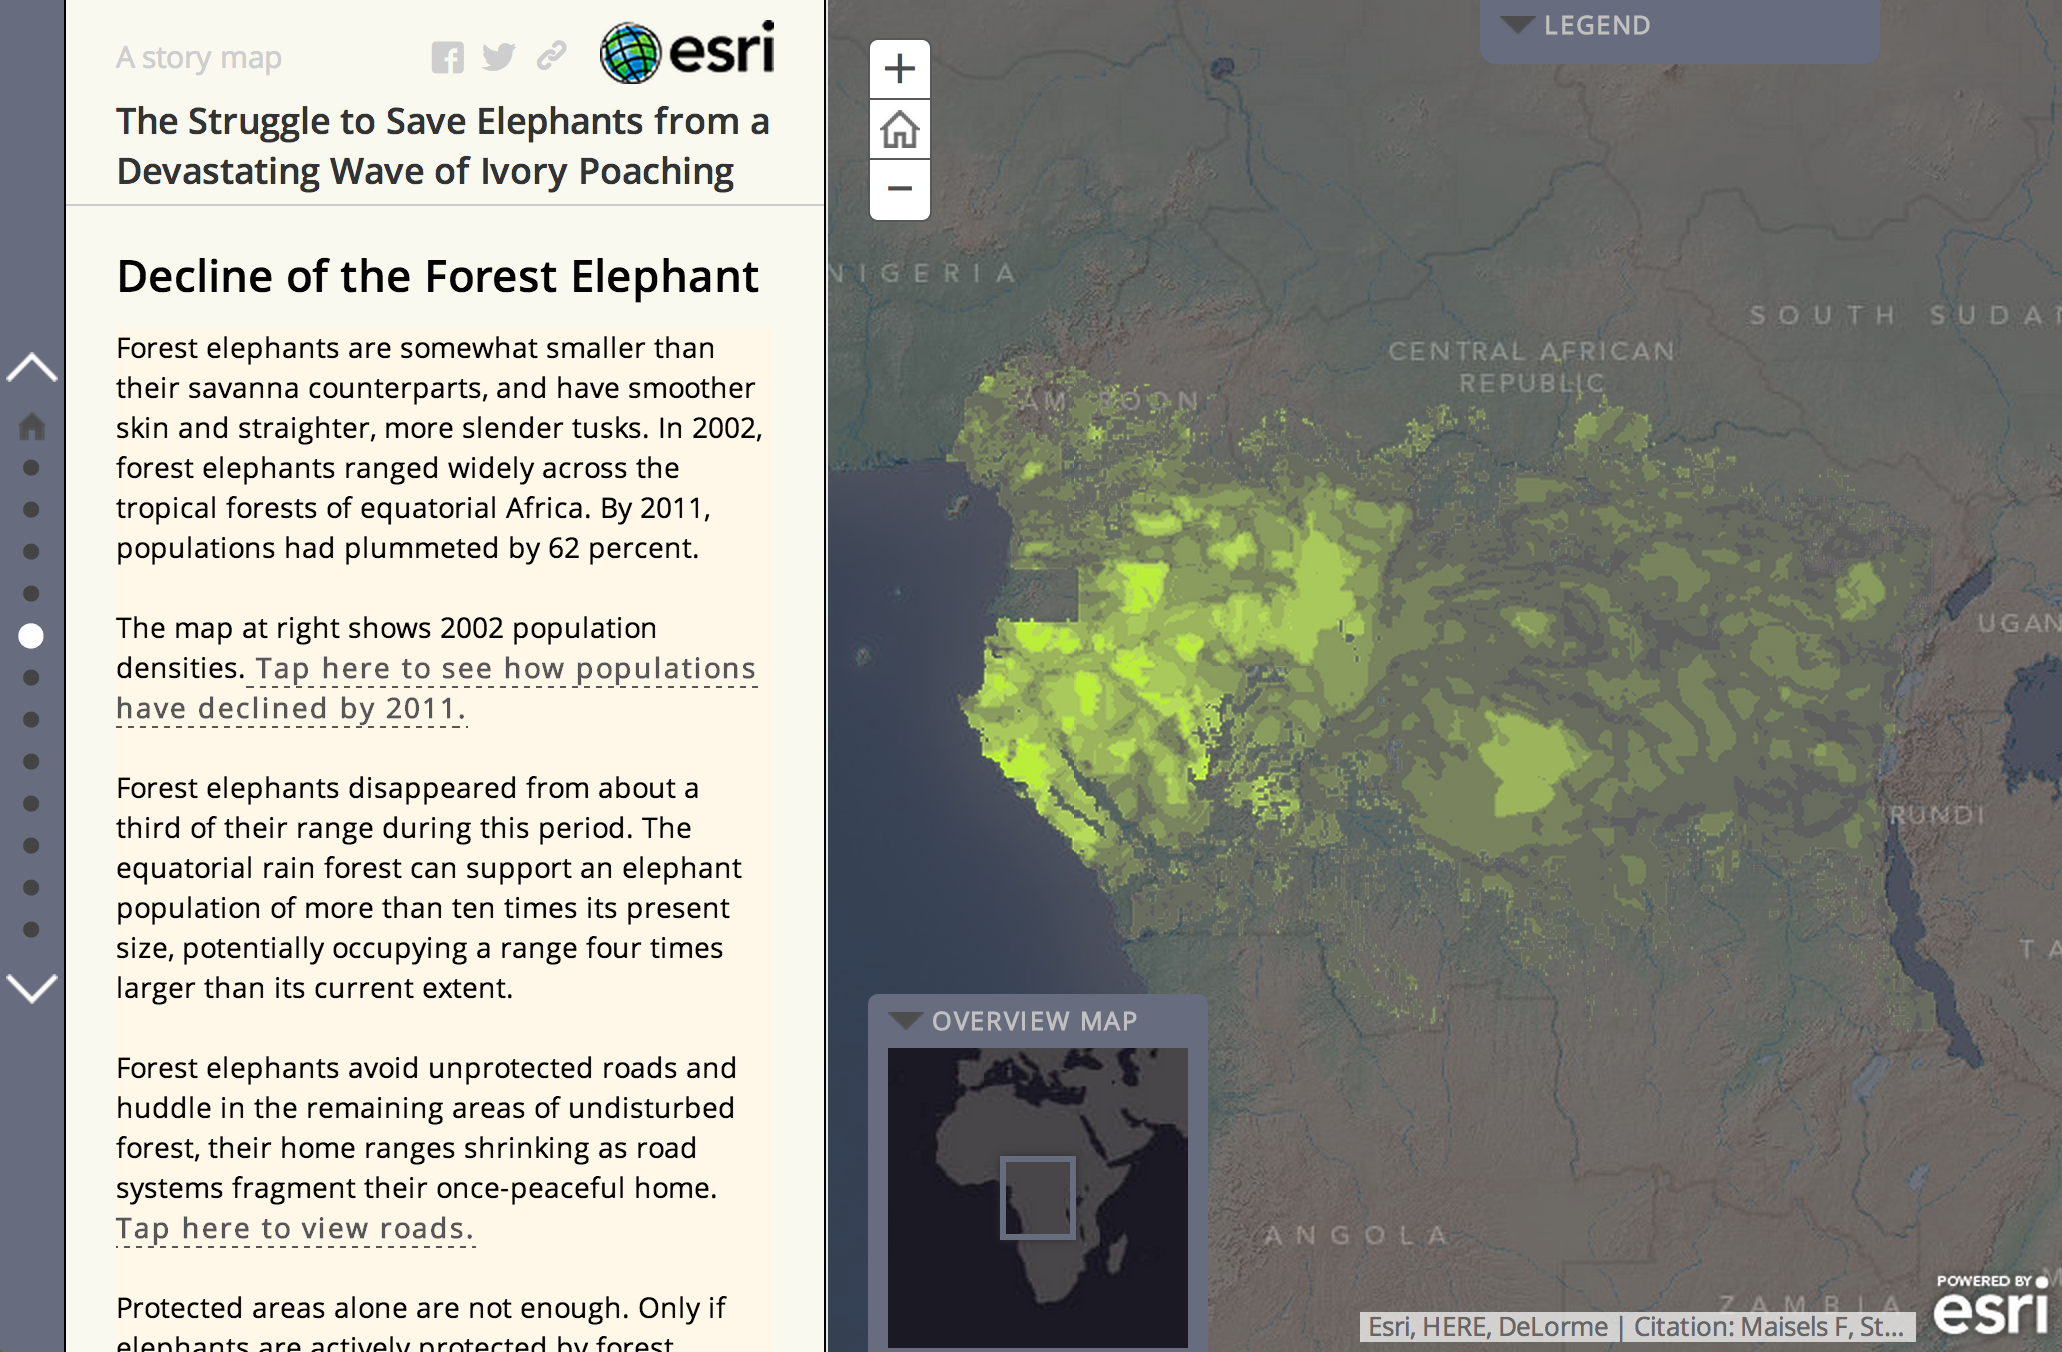 A story map
esri
The Struggle to Save Elephants from a
Devastating Wave of Ivory Poaching
Decline of the Forest Elephant
Forest elephants are somewhat smaller than
their savanna counterparts, and have smoother
skin and straighter, more slender tusks. In 2002,
forest elephants ranged widely across the
tropical forests of equatorial Africa. By 2011,
populations had plummeted by 62 percent.
The map at right shows 2002 population
densities. Tap here to see how populations
have declined by 2011.
Forest elephants disappeared from about a
third of their range during this period. The
equatorial rain forest can support an elephant
population of more than ten times its present
size, potentially occupying a range four times
larger than its current extent.
Forest elephants avoid unprotected roads and
huddle in the remaining areas of undisturbed
forest, their home ranges shrinking as road
systems fragment their once-peaceful home.
Tap here to view roads.
Protected areas alone are not enough. Only if
elephants are actively protected by forest
LEGEND
NIGERIA
SOUTH SUDAN
CENTRAL AFRICAN
REPUBLIC
AM BOON
UGAN
RUNDI
TA
OVERVIEW MAP
ANGOLA
ZAMBIA
M
POWERED BY
esri
Esri, HERE, DeLorme | Citation: Maisels F, St...